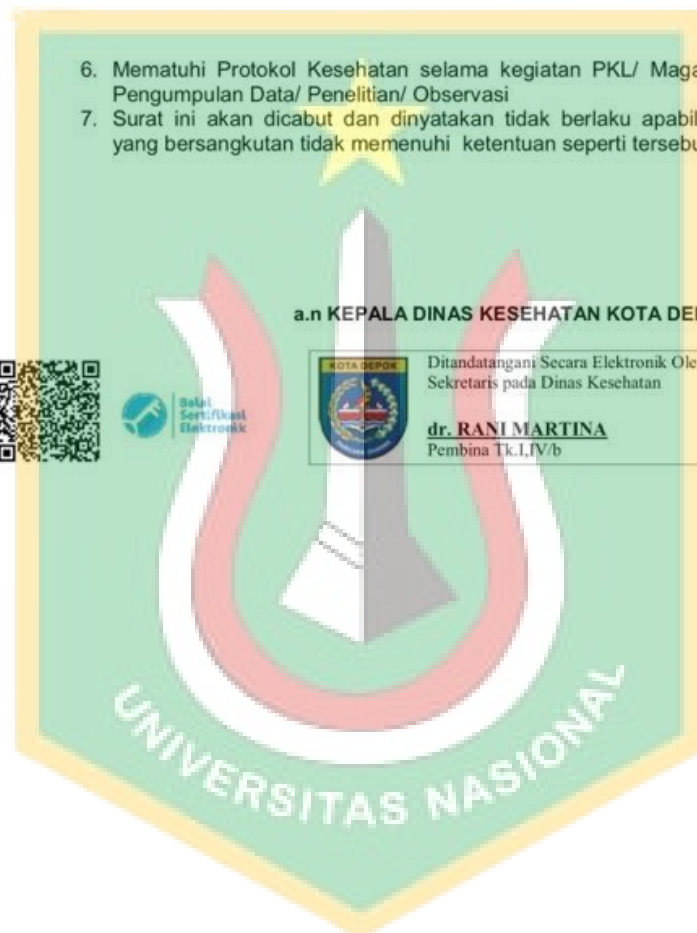 6. Mematuhi Protokol Kesehatan selama kegiatan PKL/ Maga
Pengumpulan Data/ Penelitian/ Observasi
7. Surat ini akan dicabut dan dinyatakan tidak berlaku apabil
yang bersangkutan tidak memenuhi ketentuan seperti tersebu
a.n KEPALA DINAS KESEHATAN KOTA DEP
Balai
Sertifikasi
Elektronik
KOTA DEPOK
Ditandatangani Secara Elektronik Ole
Sekretaris pada Dinas Kesehatan
dr. RANI MARTINA
Pembina Tk.I,IV/b
UNIVERSITAS NASIONAL